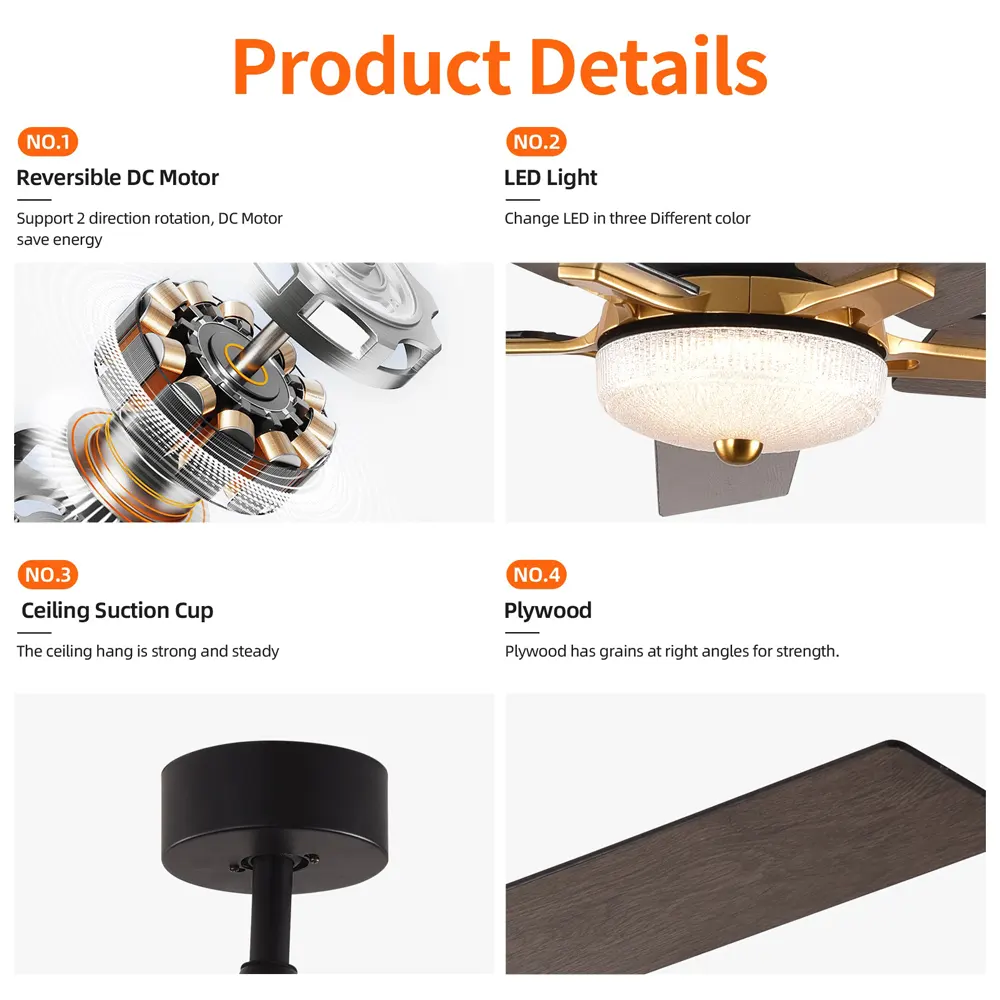 Product Details
NO.1
Reversible DC Motor
Support 2 direction rotation, DC Motor
save energy
NO.2
LED Light
Change LED in three Different color
NO.3
Ceiling Suction Cup
The ceiling hang is strong and steady
NO.4
Plywood
Plywood has grains at right angles for strength.